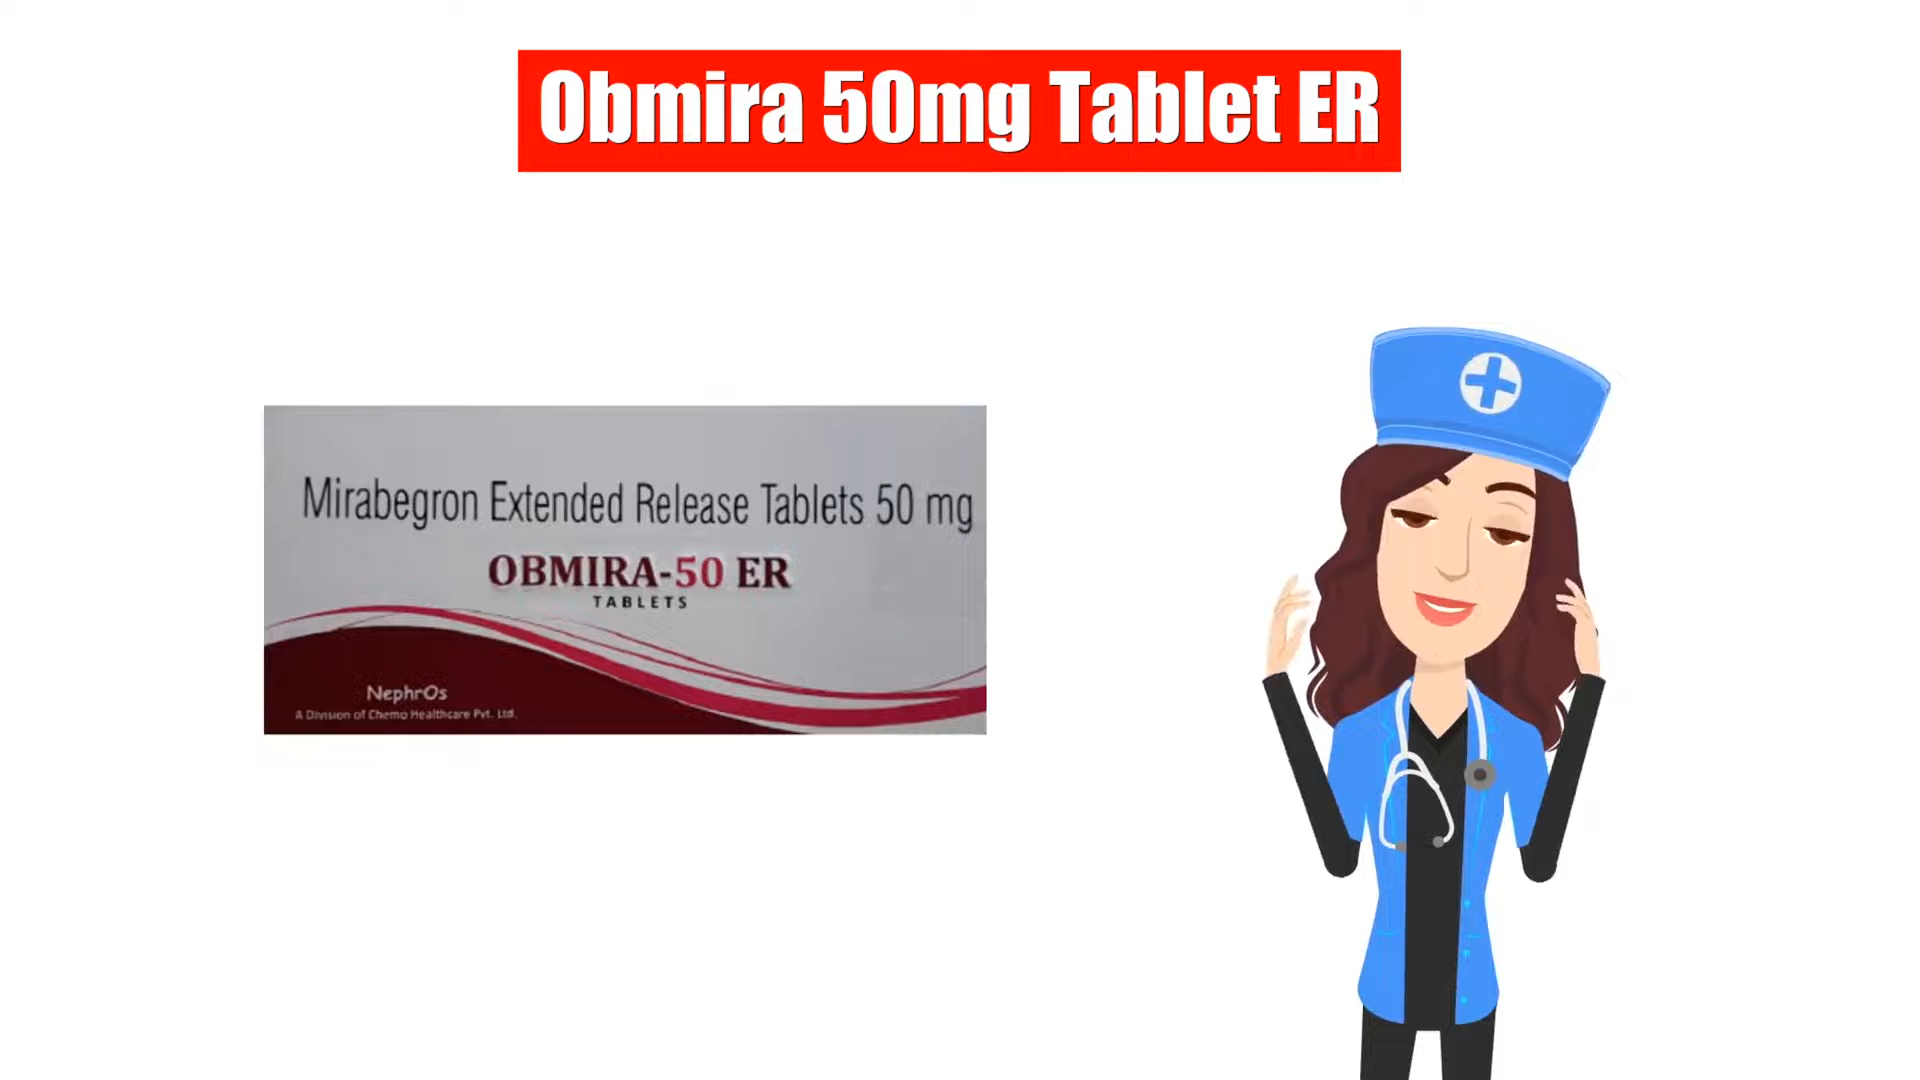 Obmira 50mg Tablet ER
Mirabegron Extended Release Tablets 50 mg
OBMIRA-50 ER
TABLETS
NephrOs
A Division of Chemo Healthcare Pvt. Ltd.